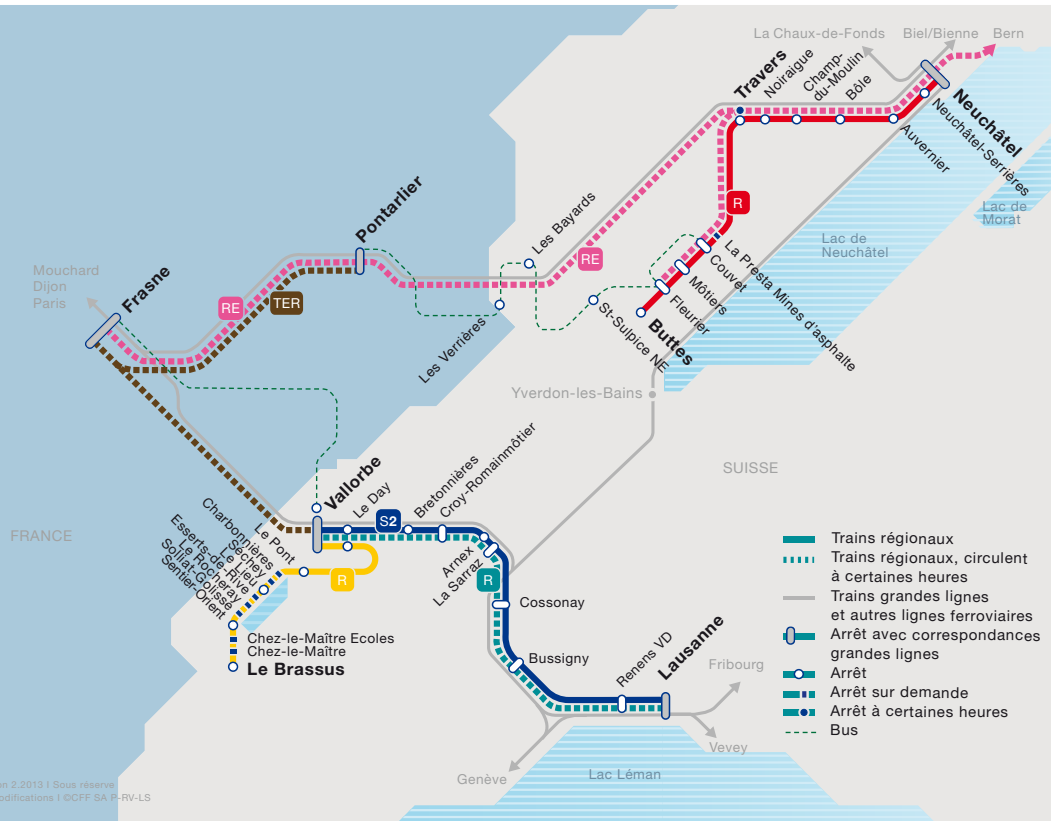 La Chaux-de-Fonds
Biel/Bienne
Bern
Travers
Noiraigue
Champ-
du-Moulin
Bôle
Neuchâtel
Neuchâtel-Serrières
Auvernier
Lac de
Morat
Lac de
Neuchâtel
R
Pontarlier
Les Bayards
RE
La Presta Mines d'asphalte
Couvet
Môtiers
Fleurier
Buttes
St-Sulpice NE
Les Verrières
Mouchard
Dijon
Paris
Frasne
RE
TER
Yverdon-les-Bains
SUISSE
FRANCE
Vallorbe
Le Day
S2
Bretonnières
Croy-Romainmôtier
Arnex
La Sarraz
R
R
Le Pont
Charbonnières
Séchey
Le Lieu
Esserts-de-Rive
Le Rocheray
Solliat-Golisse
Sentier-Orient
Chez-le-Maître Ecoles
Chez-le-Maître
Le Brassus
Cossonay
Bussigny
Renens VD
Lausanne
Fribourg
Vevey
Genève
Lac Léman
Trains régionaux
Trains régionaux, circulent
à certaines heures
Trains grandes lignes
et autres lignes ferroviaires
Arrêt avec correspondances
grandes lignes
Arrêt
Arrêt sur demande
Arrêt à certaines heures
Bus
n 2.2013 I Sous réserve
odifications I ©CFF SA P-RV-LS